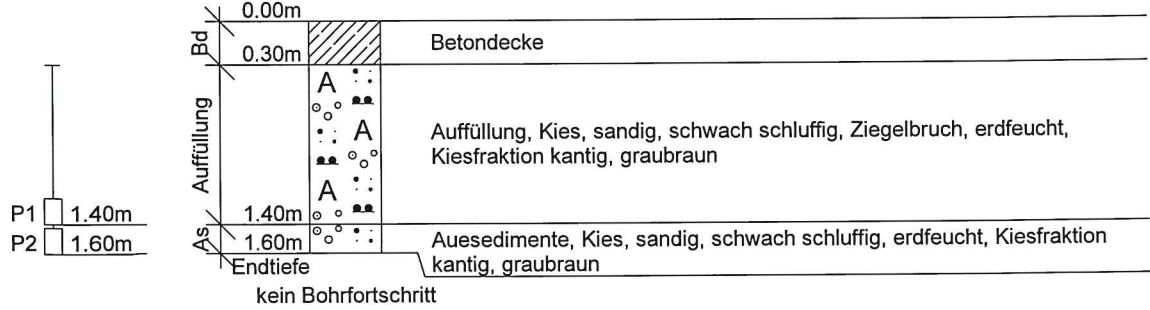 0.00m
Bd
Betondecke
0.30m
A
Auffüllung
A
Auffüllung, Kies, sandig, schwach schluffig, Ziegelbruch, erdfeucht,
Kiesfraktion kantig, graubraun
A
P1 1.40m
1.40m
P2 1.60m
As.
1.60m
Auesedimente, Kies, sandig, schwach schluffig, erdfeucht, Kiesfraktion
kantig, graubraun
Endtiefe
kein Bohrfortschritt